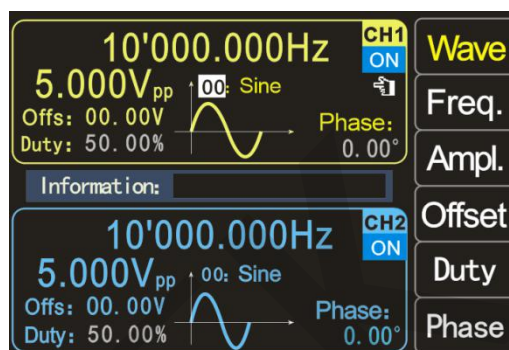 10'000.000Hz CH1
ON
5.000Vpp 00: Sine
Offs: 00.00V Phase:
Duty: 50.00% 0.00°
Information:
10'000.000Hz CH2
ON
5.000Vpp 00: Sine
Offs: 00.00V Phase:
Duty: 50.00% 0.00°
Wave
Freq.
Ampl.
Offset
Duty
Phase